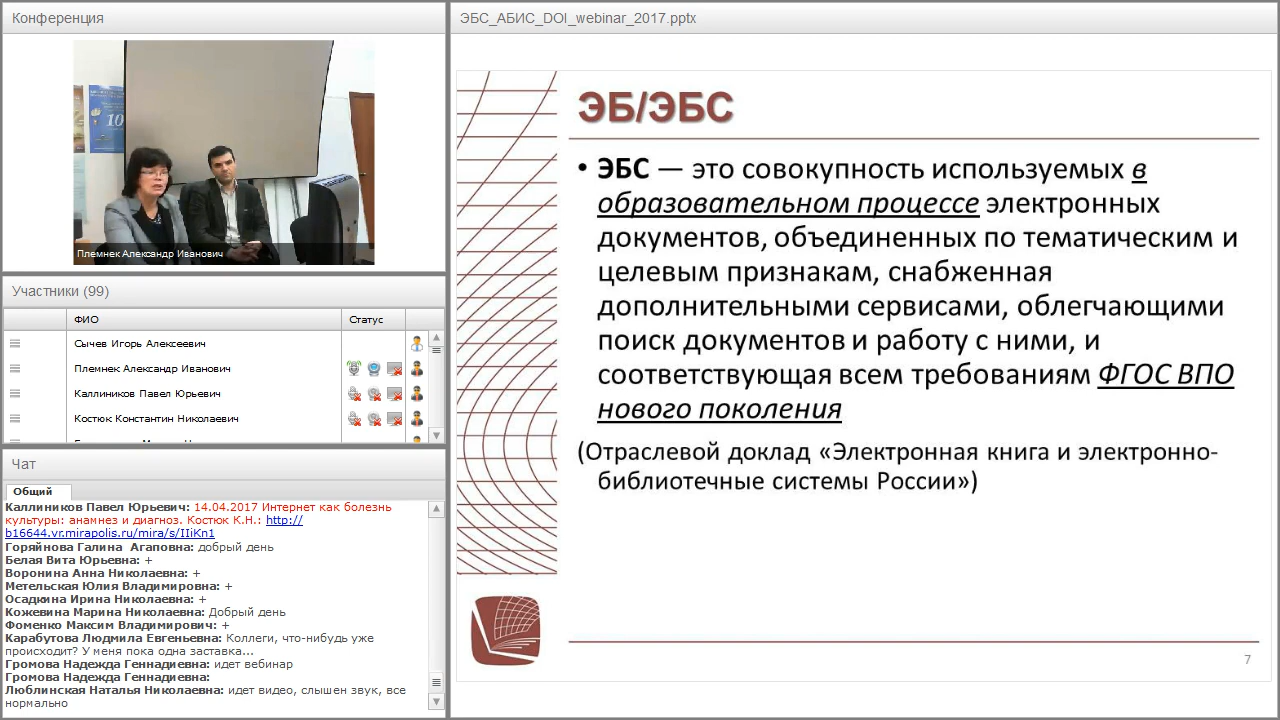 Конференция
10
Племнек Александр Иванович
Участники (99)
ФИО
Статус
Сычев Игорь Алексеевич
Племнек Александр Иванович
Каллиников Павел Юрьевич
Костюк Константин Николаевич
Чат
Общий
Каллиников Павел Юрьевич: 14.04.2017 Интернет как болезнь
культуры: анамнез и диагноз. Костюк К.Н.: http://
b16644.vr.mirapolis.ru/mira/s/IIiKn1
Горяйнова Галина Агаповна: добрый день
Белая Вита Юрьевна: +
Воронина Анна Николаевна: +
Метельская Юлия Владимировна: +
Осадкина Ирина Николаевна: +
Кожевина Марина Николаевна: Добрый день
Фоменко Максим Владимирович: +
Карабутова Людмила Евгеньевна: Коллеги, что-нибудь уже
происходит? У меня пока одна заставка...
Громова Надежда Геннадиевна: идет вебинар
Громова Надежда Геннадиевна:
Люблинская Наталья Николаевна: идет видео, слышен звук, все
нормально
ЭБС_АБИС_DOI_webinar_2017.pptx
ЭБ/ЭБС
• ЭБС — это совокупность используемых в
образовательном процессе электронных
документов, объединенных по тематическим и
целевым признакам, снабженная
дополнительными сервисами, облегчающими
поиск документов и работу с ними, и
соответствующая всем требованиям ФГОС ВПО
нового поколения
(Отраслевой доклад «Электронная книга и электронно-
библиотечные системы России»)
7